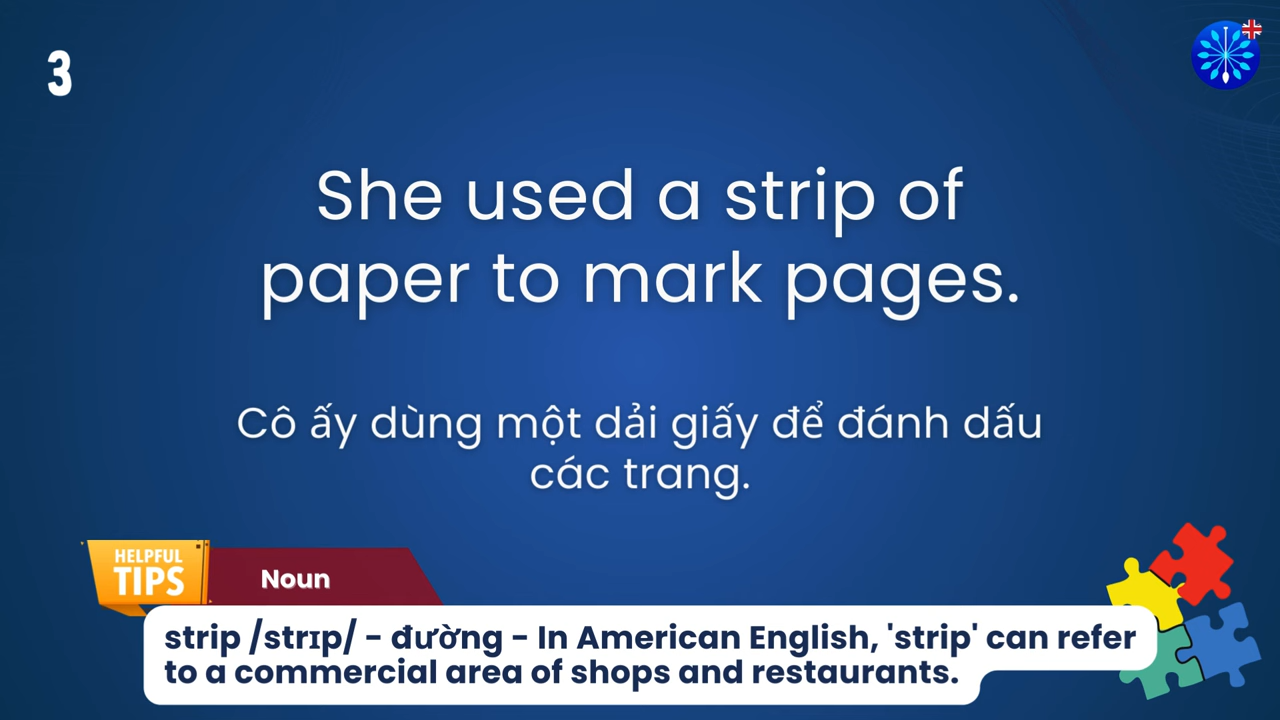 3
She used a strip of
paper to mark pages.
Cô ấy dùng một dải giấy để đánh dấu
các trang.
HELPFUL
TIPS
Noun
strip /strɪp/ - đường - In American English, 'strip' can refer
to a commercial area of shops and restaurants.